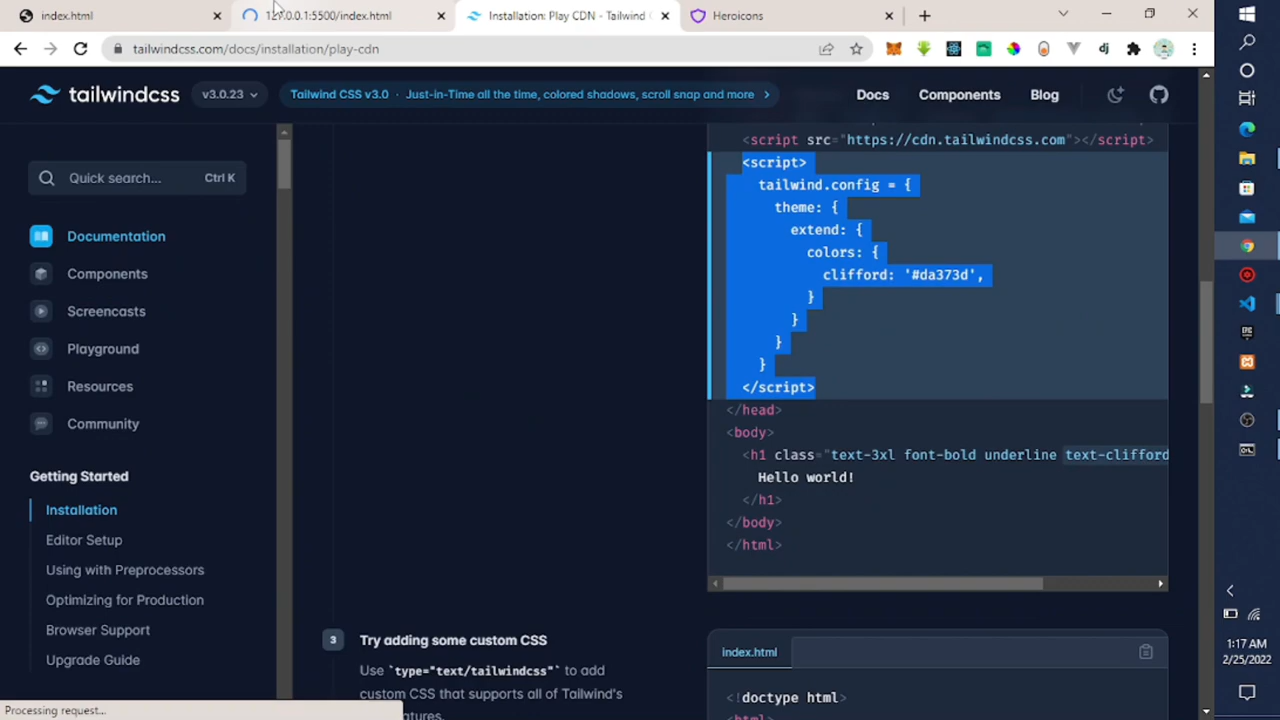 index.html
127.0.0.1:5500/index.html
Installation: Play CDN - Tailwind C
Heroicons
tailwindcss.com/docs/installation/play-cdn
dj
tailwindcss
v3.0.23
Tailwind CSS v3.0 · Just-in-Time all the time, colored shadows, scroll snap and more
Docs
Components
Blog
Quick search...
Ctrl K
Documentation
Components
Screencasts
Playground
Resources
Community
Getting Started
Installation
Editor Setup
Using with Preprocessors
Optimizing for Production
Browser Support
Upgrade Guide
<script src="https://cdn.tailwindcss.com"></script>
<script>
tailwind.config = {
theme: {
extend: {
colors: {
clifford: '#da373d',
}
}
}
}
</script>
</head>
<body>
<h1 class="text-3xl font-bold underline text-clifford
Hello world!
</h1>
</body>
</html>
3
Try adding some custom CSS
Use `type="text/tailwindcss"` to add
custom CSS that supports all of Tailwind's
index.html
<!doctype html>
Processing request...
1:17 AM
2/25/2022